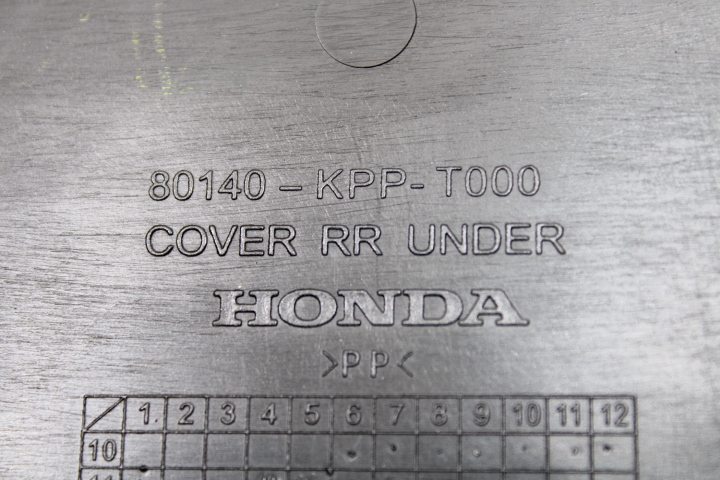 80140-KPP-T000
COVER RR UNDER
HONDA
>PP<
1 2 3 4 5 6 7 8 9 10 11 12
10